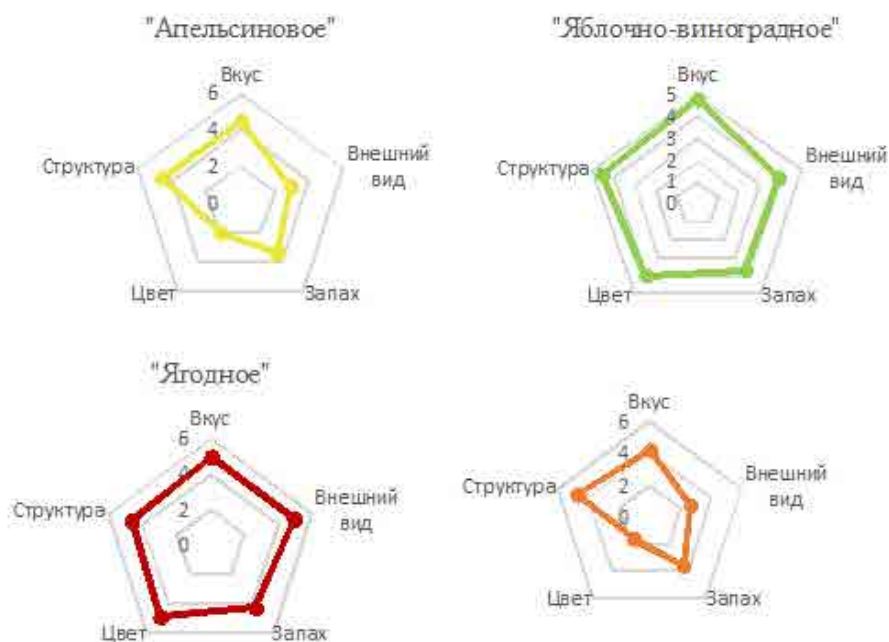 "Апельсиновое"
Вкус
6
4
2
0
Внешний
вид
Запах
Цвет
Структура
"Яблочно-виноградное"
Вкус
5
4
3
2
1
0
Внешний
вид
Запах
Цвет
Структура
"Ягодное"
Вкус
6
4
2
0
Внешний
вид
Запах
Цвет
Структура
Вкус
6
4
2
0
Внешний
вид
Запах
Цвет
Структура